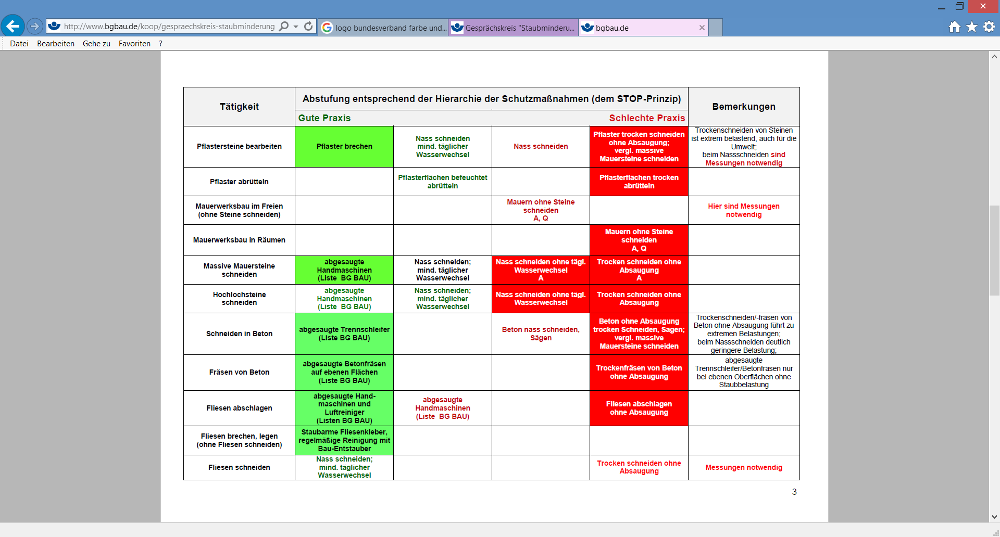 http://www.bgbau.de/koop/gespraechskreis-staubminderung
logo bundesverband farbe und...
Gesprächskreis "Staubminderu...
bgbau.de
Datei Bearbeiten Gehe zu Favoriten ?
Tätigkeit
Abstufung entsprechend der Hierarchie der Schutzmaßnahmen (dem STOP-Prinzip)
Bemerkungen
Gute Praxis
Schlechte Praxis
Pflastersteine bearbeiten
Pflaster brechen
Nass schneiden
mind. täglicher
Wasserwechsel
Nass schneiden
Pflaster trocken schneiden
ohne Absaugung;
vergl. massive
Mauersteine schneiden
Trockenschneiden von Steinen
ist extrem belastend, auch für die
Umwelt;
beim Nassschneiden sind
Messungen notwendig
Pflaster abrütteln
Pflasterflächen befeuchtet
abrütteln
Pflasterflächen trocken
abrütteln
Mauerwerksbau im Freien
(ohne Steine schneiden)
Mauern ohne Steine
schneiden
A, Q
Hier sind Messungen
notwendig
Mauerwerksbau in Räumen
Mauern ohne Steine
schneiden
A, Q
Massive Mauersteine
schneiden
abgesaugte
Handmaschinen
(Liste BG BAU)
Nass schneiden;
mind. täglicher
Wasserwechsel
Nass schneiden ohne tägl.
Wasserwechsel
A
Trocken schneiden ohne
Absaugung
A
Hochlochsteine
schneiden
abgesaugte
Handmaschinen
(Liste BG BAU)
Nass schneiden;
mind. täglicher
Wasserwechsel
Nass schneiden ohne tägl.
Wasserwechsel
Trocken schneiden ohne
Absaugung
Schneiden in Beton
abgesaugte Trennschleifer
(Liste BG BAU)
Beton nass schneiden,
Sägen
Beton ohne Absaugung
trocken Schneiden, Sägen;
vergl. massive
Mauersteine schneiden
Trockenschneiden/-fräsen von
Beton ohne Absaugung führt zu
extremen Belastungen;
beim Nassschneiden deutlich
geringere Belastung;
Fräsen von Beton
abgesaugte Betonfräsen
auf ebenen Flächen
(Liste BG BAU)
Trockenfräsen von Beton
ohne Absaugung
abgesaugte
Trennschleifer/Betonfräsen nur
bei ebenen Oberflächen ohne
Staubbelastung
Fliesen abschlagen
abgesaugte Hand-
maschinen und
Luftreiniger
(Listen BG BAU)
abgesaugte
Handmaschinen
(Liste BG BAU)
Fliesen abschlagen
ohne Absaugung
Fliesen brechen, legen
(ohne Fliesen schneiden)
Staubarme Fliesenkleber,
regelmäßige Reinigung mit
Bau-Entstauber
Fliesen schneiden
Nass schneiden;
mind. täglicher
Wasserwechsel
Trocken schneiden ohne
Absaugung
Messungen notwendig
3